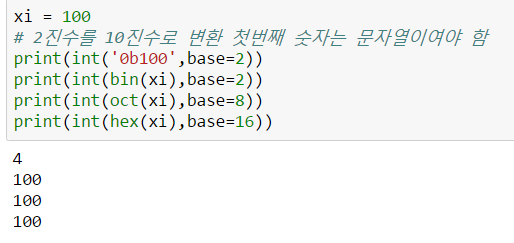 xi = 100
# 2진수를 10진수로 변환 첫번째 숫자는 문자열이여야 함
print(int('0b100',base=2))
print(int(bin(xi),base=2))
print(int(oct(xi),base=8))
print(int(hex(xi),base=16))
4
100
100
100